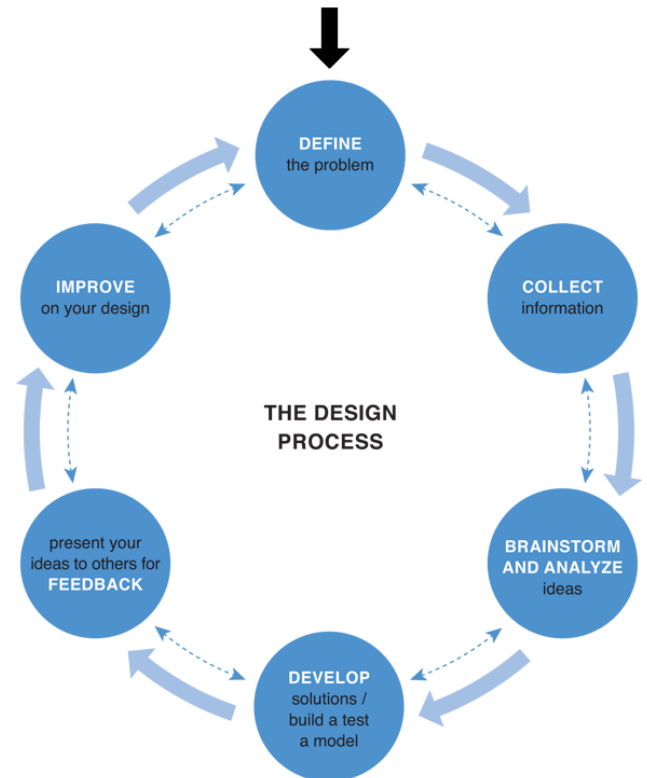 DEFINE
the problem
COLLECT
information
BRAINSTORM
AND ANALYZE
ideas
DEVELOP
solutions /
build a test
a model
present your
ideas to others for
FEEDBACK
IMPROVE
on your design
THE DESIGN
PROCESS